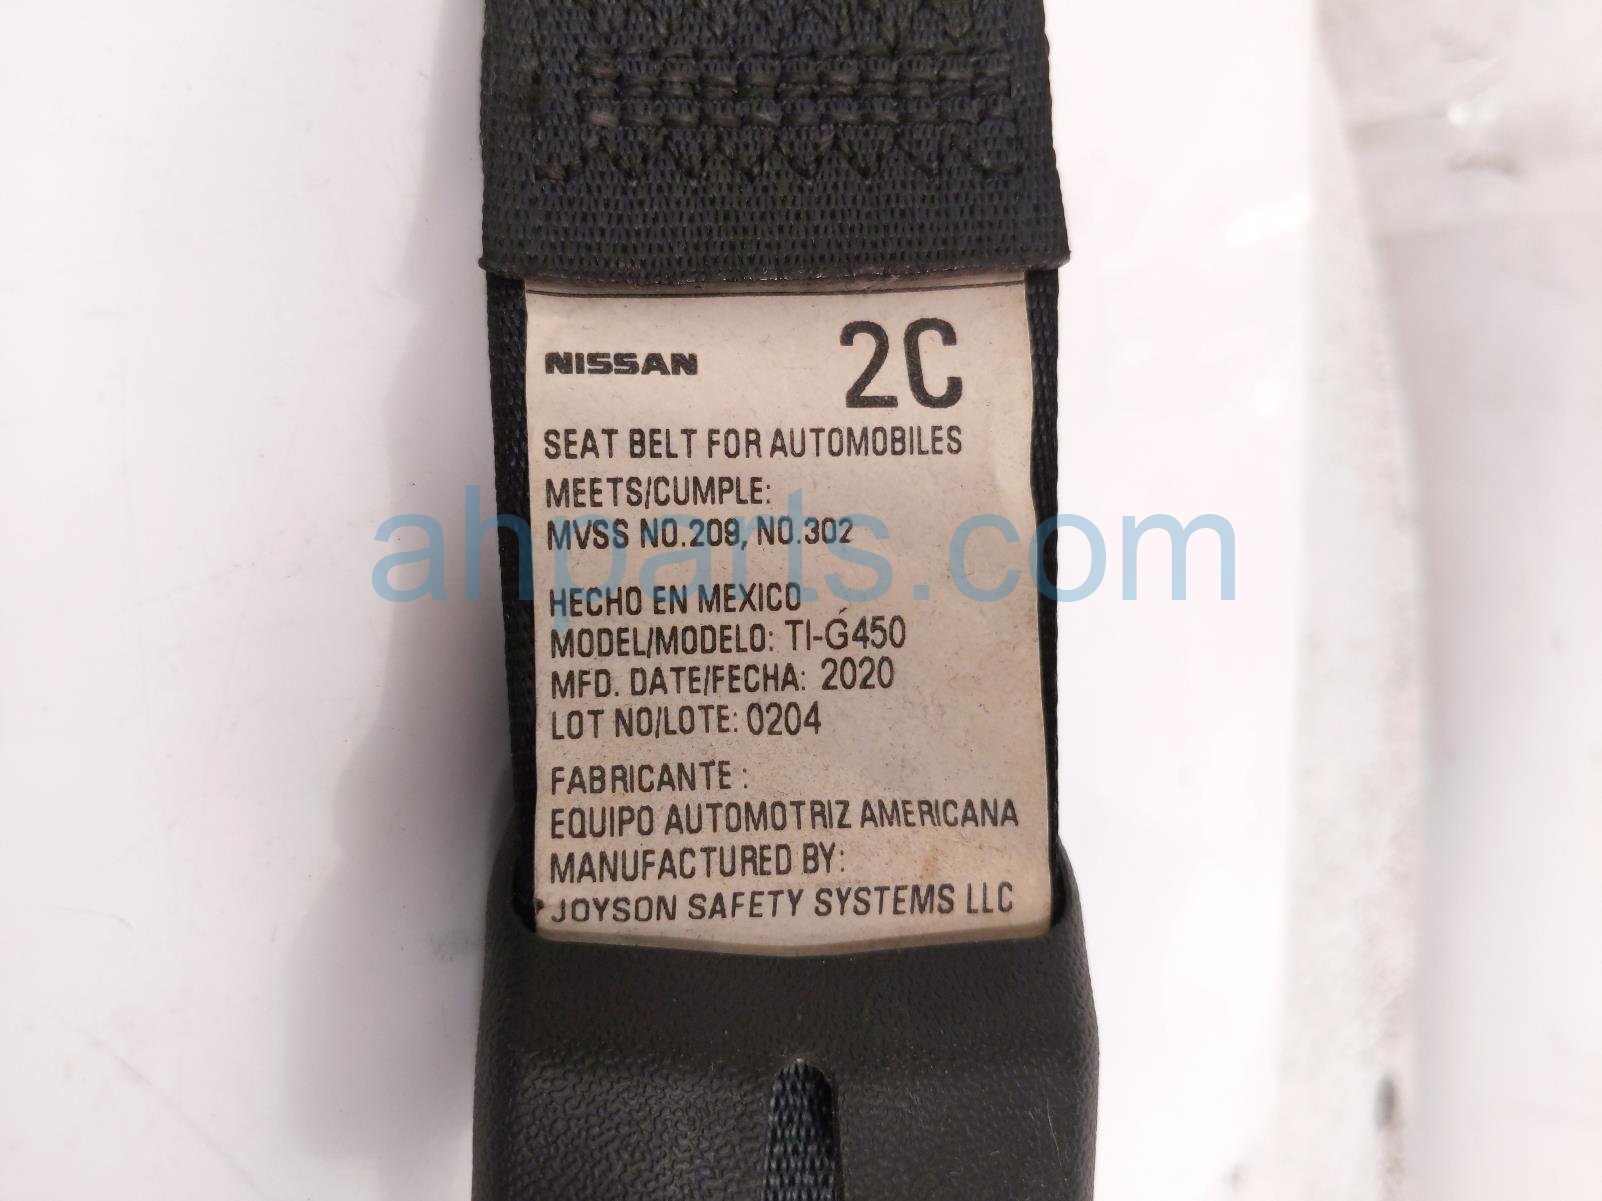 NISSAN 2C
SEAT BELT FOR AUTOMOBILES
MEETS/CUMPLE:
MVSS NO.209, NO.302
ahparts.com
HECHO EN MEXICO
MODEL/MODELO: TI-G450
MFD. DATE/FECHA: 2020
LOT NO/LOTE: 0204
FABRICANTE :
EQUIPO AUTOMOTRIZ AMERICANA
MANUFACTURED BY:
JOYSON SAFETY SYSTEMS LLC